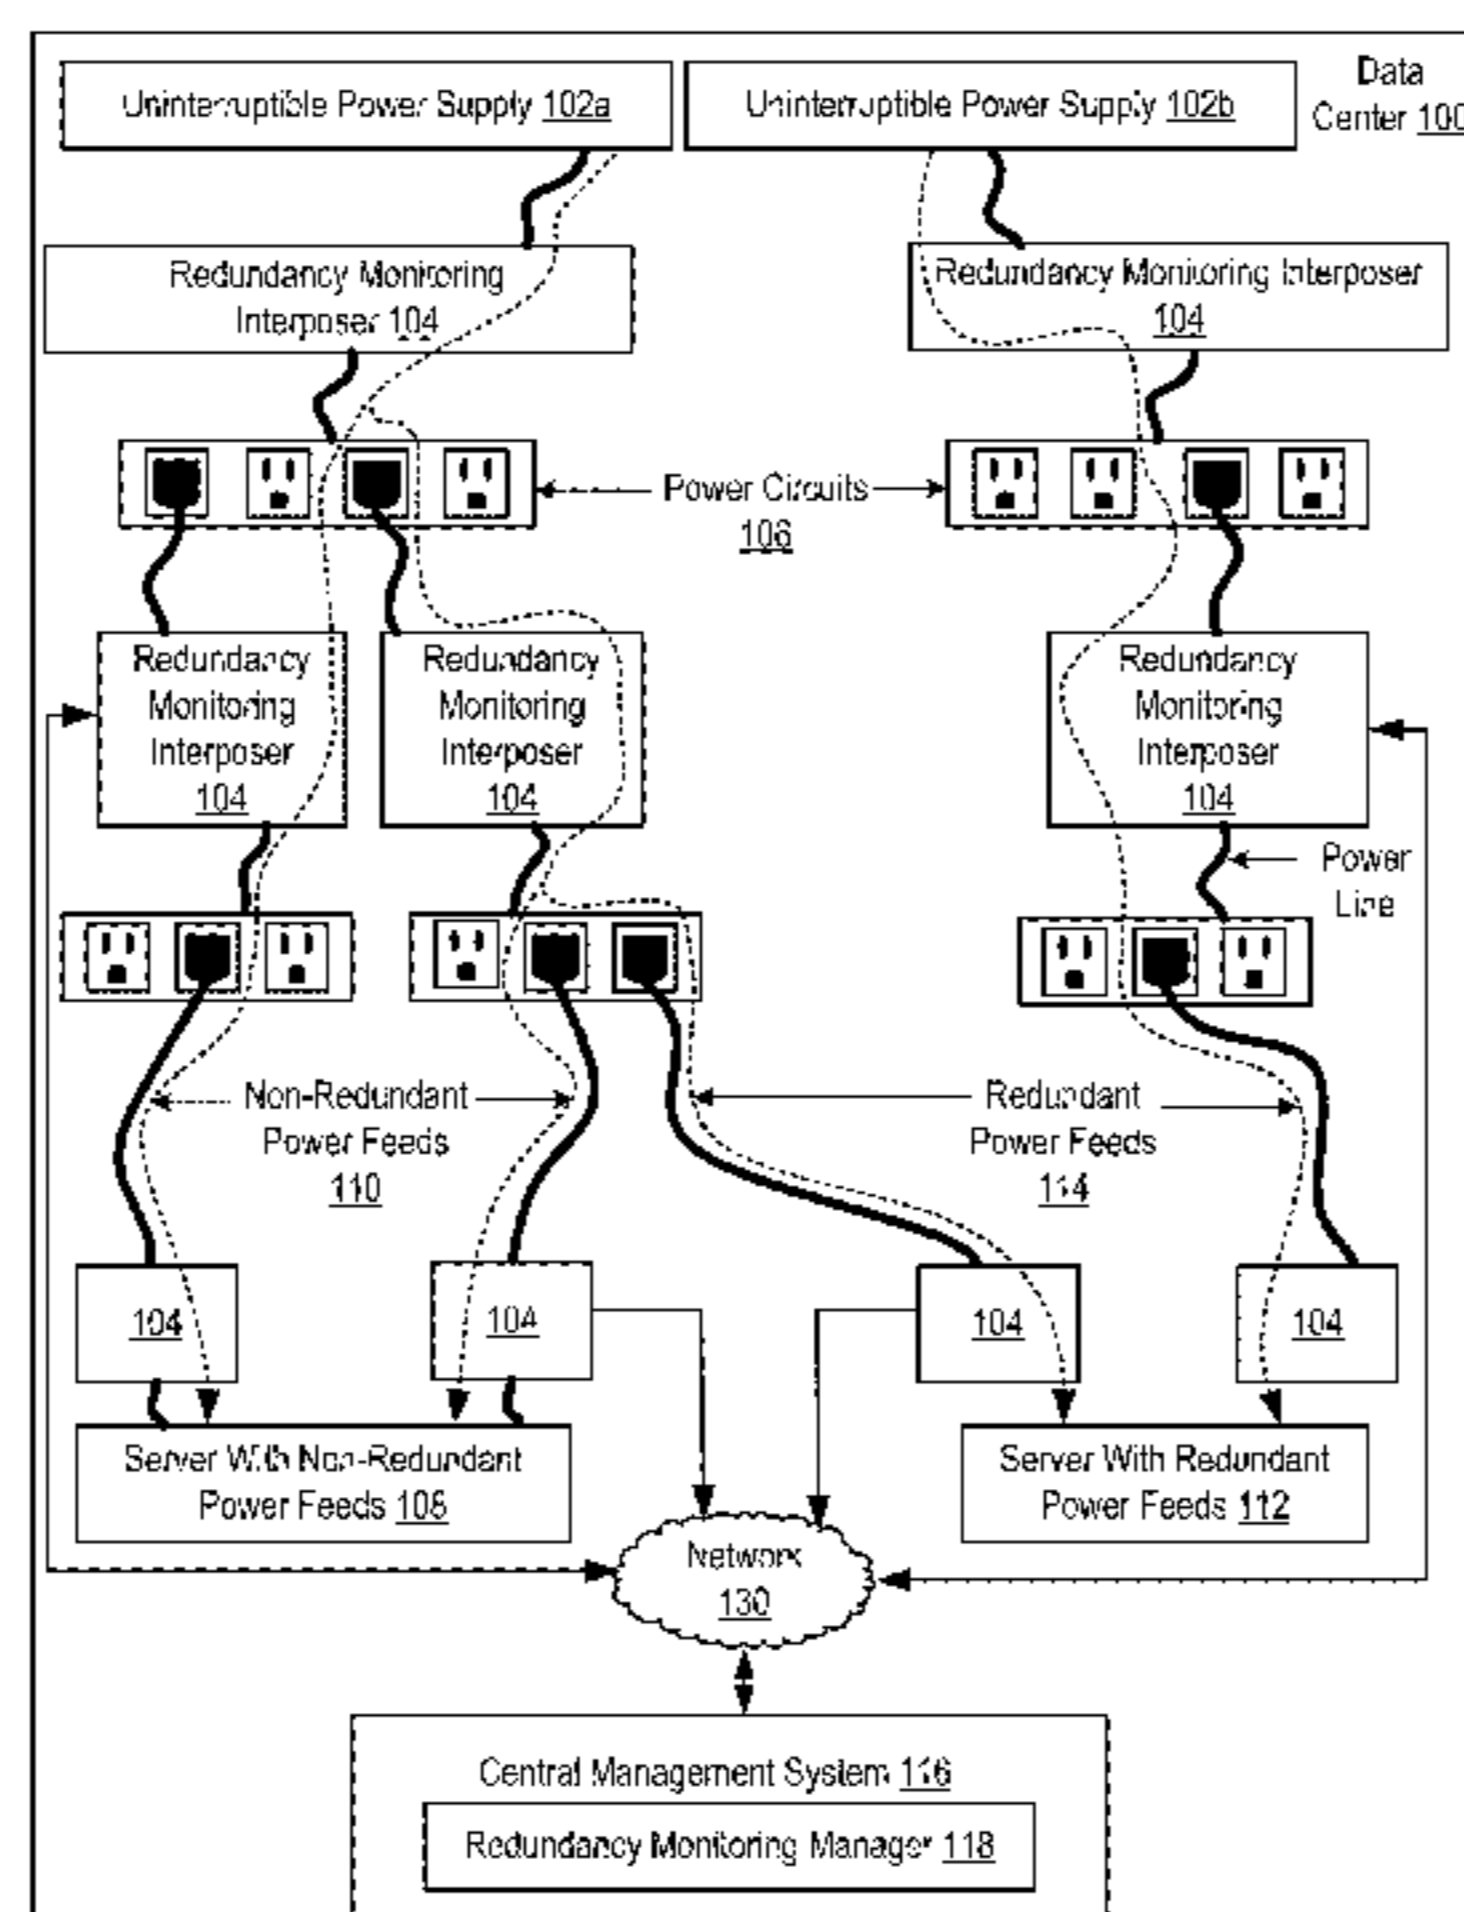 Uninterruptible Power Supply 102a
Uninterruptible Power Supply 102b
Data
Center 100
Redundancy Monitoring
Interposer 104
Redundancy Monitoring Interposer
104
Power Circuits
106
Redundancy
Monitoring
Interposer
104
Redundancy
Monitoring
Interposer
104
Redundancy
Monitoring
Interposer
104
Power
Line
Non-Redundant
Power Feeds
110
Redundant
Power Feeds
114
104
104
104
104
Server With Non-Redundant
Power Feeds 108
Server With Redundant
Power Feeds 112
Network
130
Central Management System 116
Redundancy Monitoring Manager 118